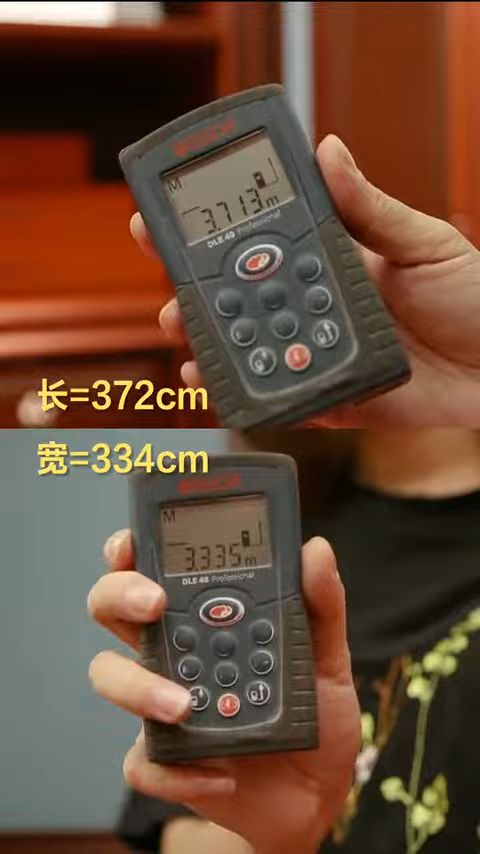 BOSCH
M
3.713m
DLE 40 Professional
长=372cm
宽=334cm
BOSCH
M
3.335m
DLE 40 Professional